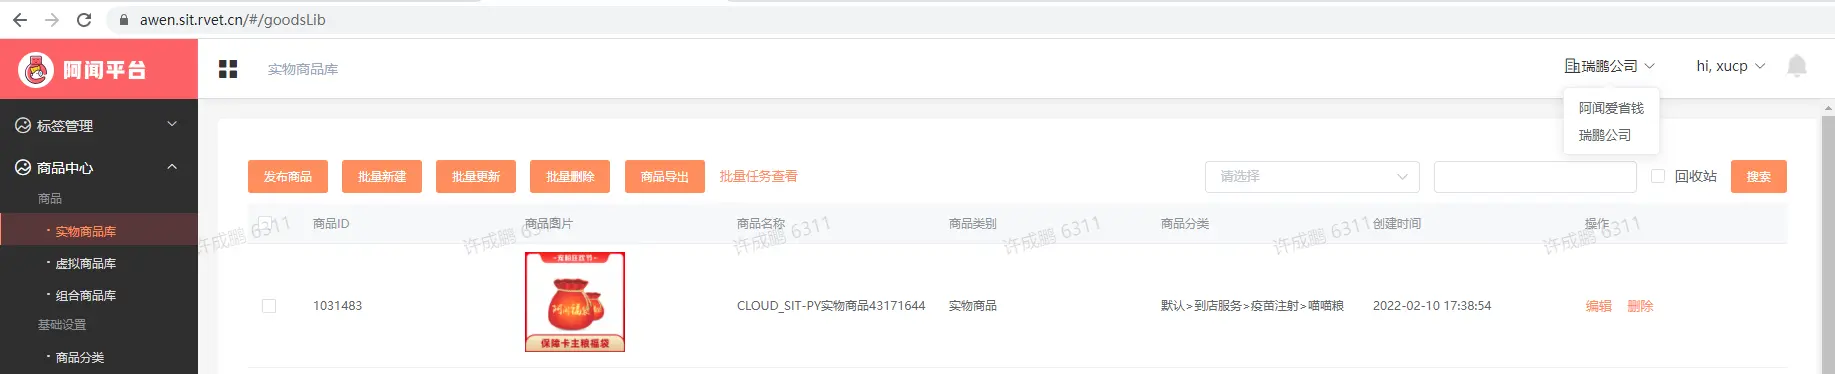 awen.sit.rvet.cn/#/goodsLib
阿闻平台
实物商品库
瑞鹏公司
hi, xucp
阿闻爱省钱
瑞鹏公司
标签管理
商品中心
商品
实物商品库
虚拟商品库
组合商品库
基础设置
商品分类
发布商品 批量新建 批量更新 批量删除 商品导出 批量任务查看 请选择 回收站 搜索
商品ID 商品图片 商品名称 商品类别 商品分类 创建时间 操作
许成鹏 6311 许成鹏 6311 许成鹏 6311 许成鹏 6311 许成鹏 6311 许成鹏 6311
1031483 CLOUD_SIT-PY实物商品43171644 实物商品 默认>到店服务>疫苗注射>喵喵粮 2022-02-10 17:38:54 编辑 删除
保障卡主粮福袋